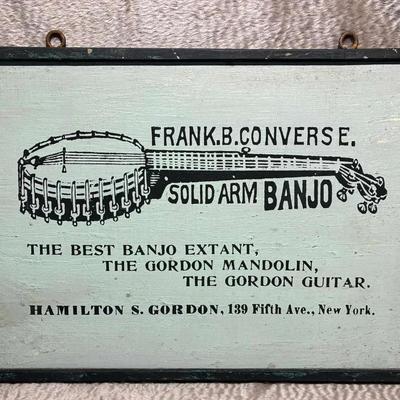 FRANK.B.CONVERSE.
SOLID ARM BANJO
THE BEST BANJO EXTANT,
THE GORDON MANDOLIN,
THE GORDON GUITAR.
HAMILTON S. GORDON, 139 Fifth Ave., New York.